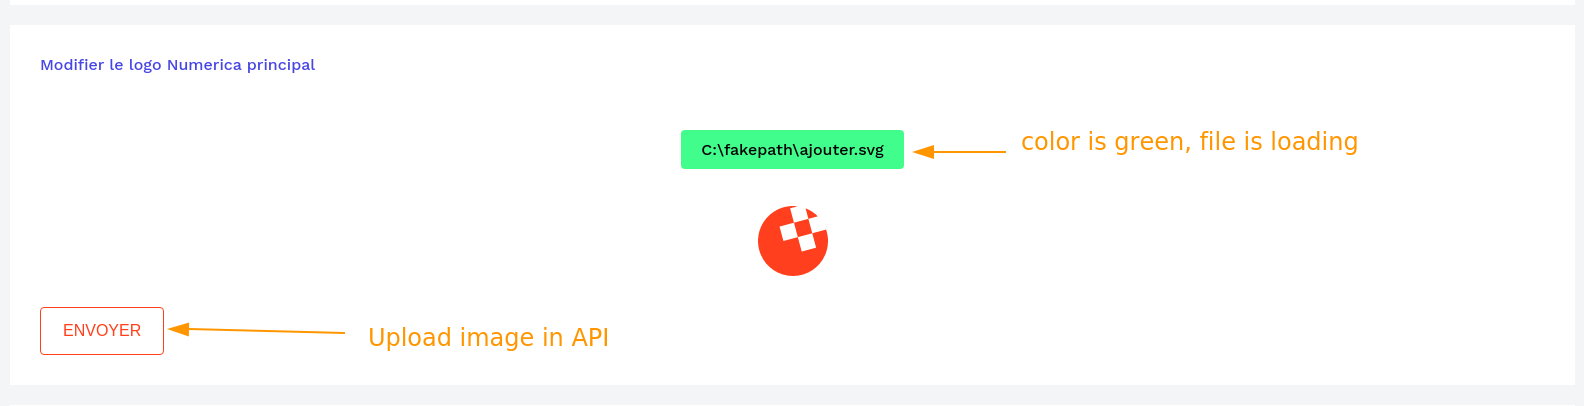 Modifier le logo Numerica principal
C:\fakepath\ajouter.svg
color is green, file is loading
ENVOYER
Upload image in API